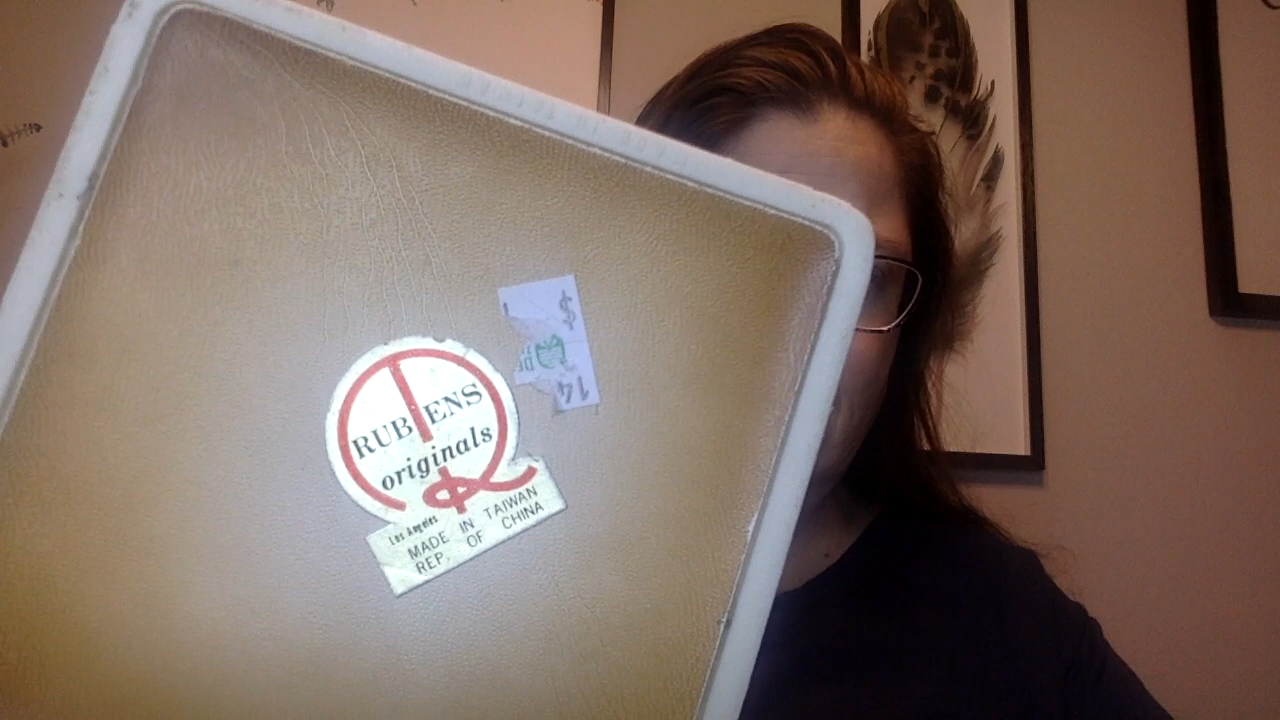 RUBENS
originals
Los Angeles
MADE IN TAIWAN
REP. OF CHINA
$
14